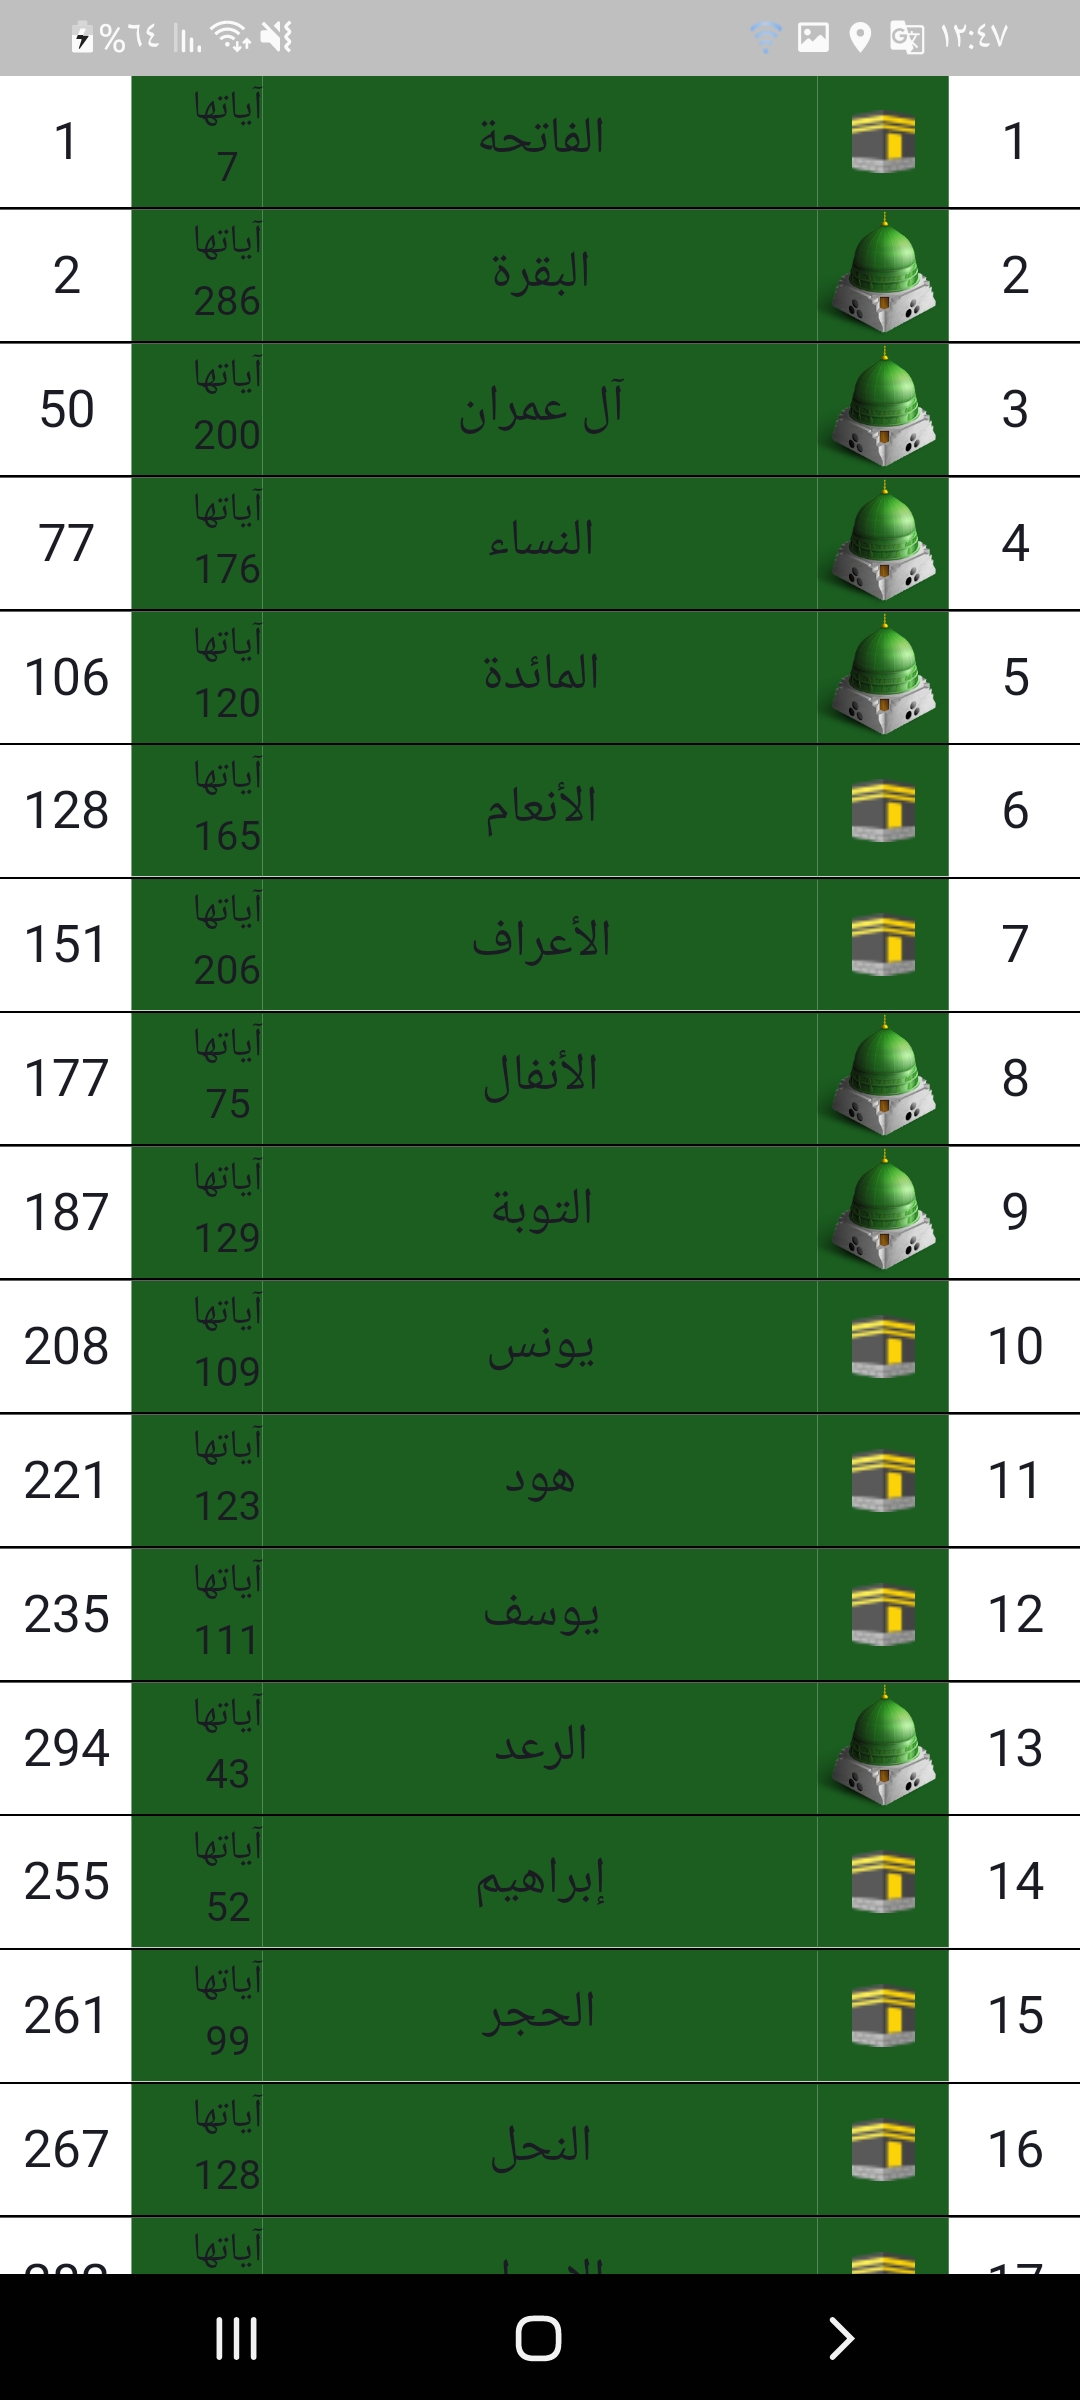 ١٢:٤٧ %٦٤
1 الفاتحة آياتها 7 1
2 البقرة آياتها 286 2
3 آل عمران آياتها 200 50
4 النساء آياتها 176 77
5 المائدة آياتها 120 106
6 الأنعام آياتها 165 128
7 الأعراف آياتها 206 151
8 الأنفال آياتها 75 177
9 التوبة آياتها 129 187
10 يونس آياتها 109 208
11 هود آياتها 123 221
12 يوسف آياتها 111 235
13 الرعد آياتها 43 294
14 إبراهيم آياتها 52 255
15 الحجر آياتها 99 261
16 النحل آياتها 128 267
17 آياتها